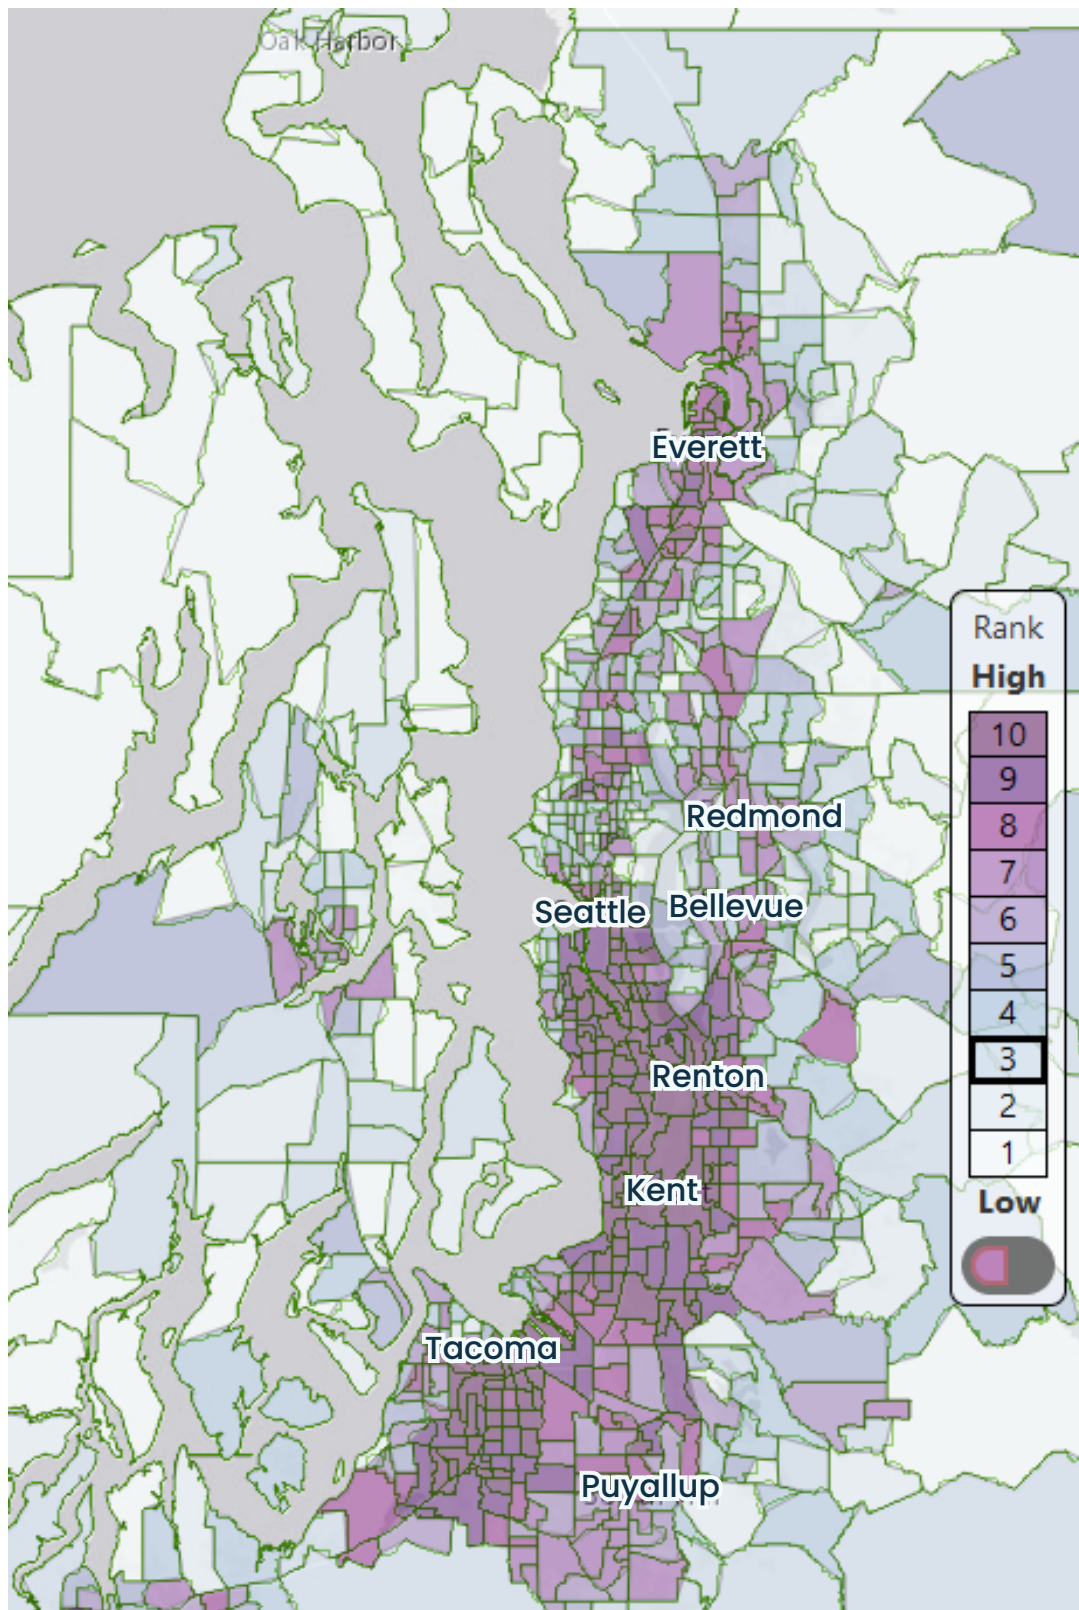 Oak Harbor
Everett
Rank
High
10
9
8
Redmond
7
Seattle
Bellevue
6
5
4
3
Renton
2
1
Kent
Low
Tacoma
Puyallup